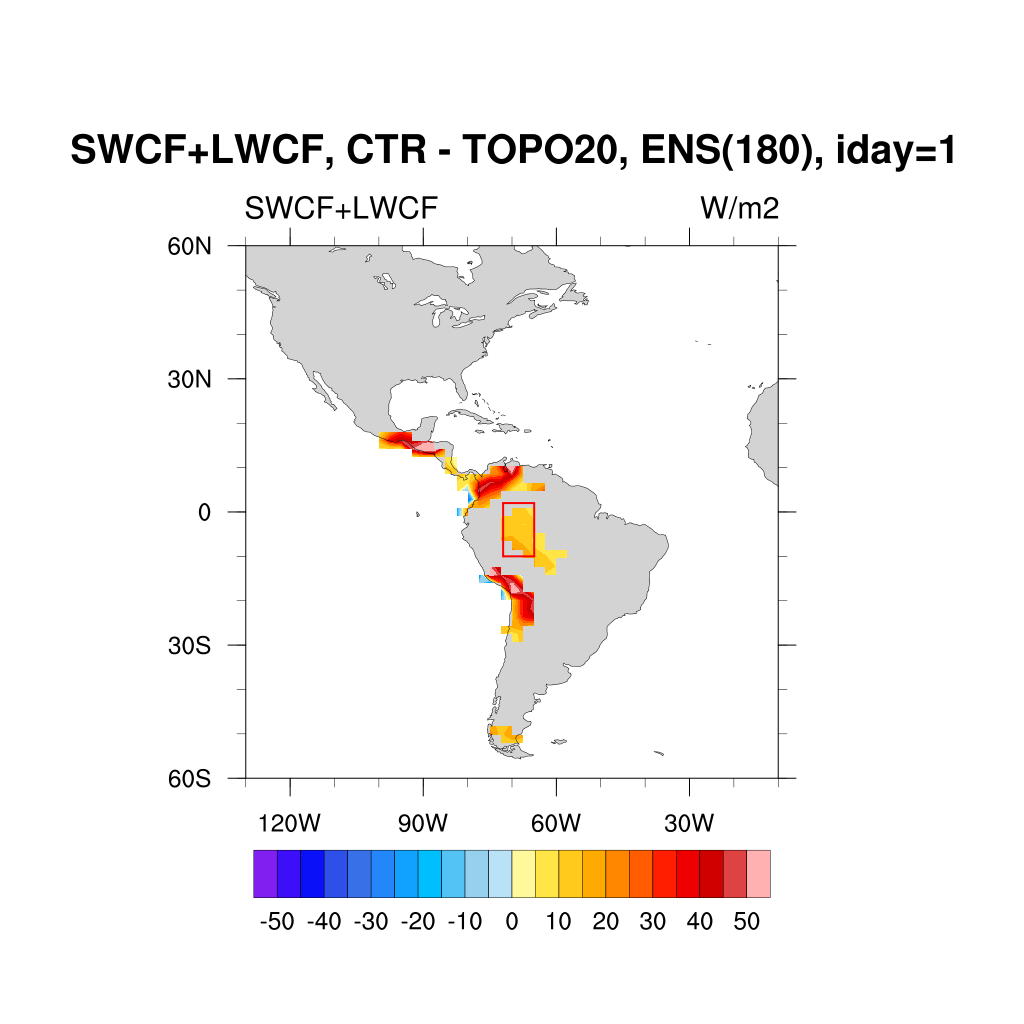 SWCF+LWCF, CTR - TOPO20, ENS(180), iday=1
SWCF+LWCF W/m2
60N
30N
0
30S
60S
120W 90W 60W 30W
-50 -40 -30 -20 -10 0 10 20 30 40 50